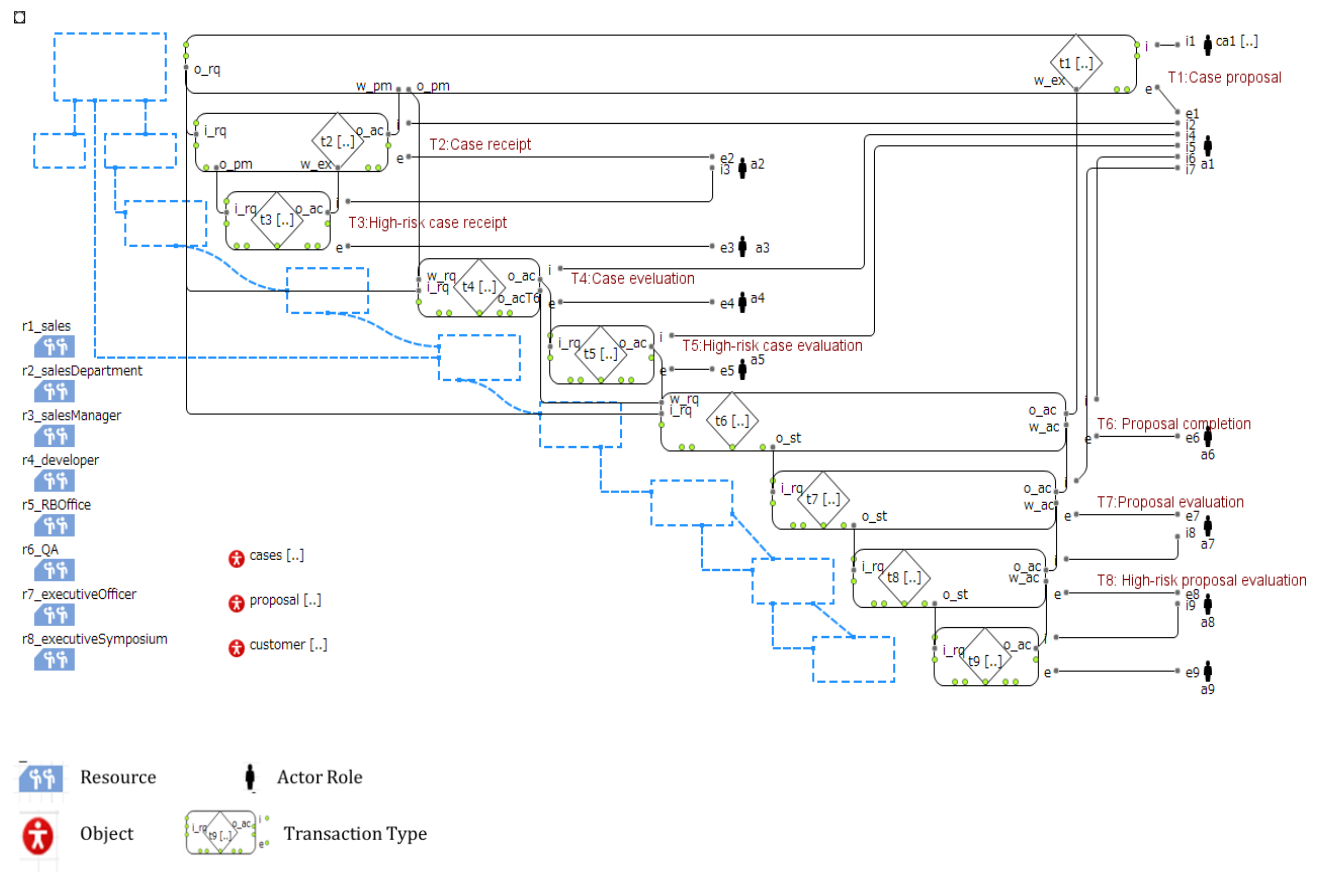 i
i1
ca1 [..]
o_rq
t1 [..]
T1:Case proposal
w_ex
w_pm
o_pm
e
e1
i_rq
t2 [..]
o_ac
i
i2
i4
T2:Case receipt
i5
o_pm
w_ex
e
e2
a2
i6
i3
i7
a1
i_rq
t3 [..]
o_ac
i
T3:High-risk case receipt
e
e3
a3
w_rq
t4 [..]
o_ac
i
T4:Case evaluation
i_rq
o_acT6
e
e4
a4
r1_sales
i_rq
t5 [..]
o_ac
i
T5:High-risk case evaluation
a5
r2_salesDepartment
e
e5
w_rq
i
r3_salesManager
i_rq
t6 [..]
o_ac
w_ac
T6: Proposal completion
o_st
e
e6
a6
r4_developer
i_rq
t7 [..]
o_ac
i
r5_RBOffice
w_ac
T7:Proposal evaluation
o_st
e
e7
i8
a7
r6_QA
cases [..]
i_rq
t8 [..]
o_ac
w_ac
i
T8: High-risk proposal evaluation
r7_executiveOfficer
proposal [..]
o_st
e
e8
i9
a8
r8_executiveSymposium
customer [..]
i_rq
t9 [..]
o_ac
i
e
e9
a9
Resource
Actor Role
Object
i_rq
t9 [..]
o_ac
i
e
Transaction Type